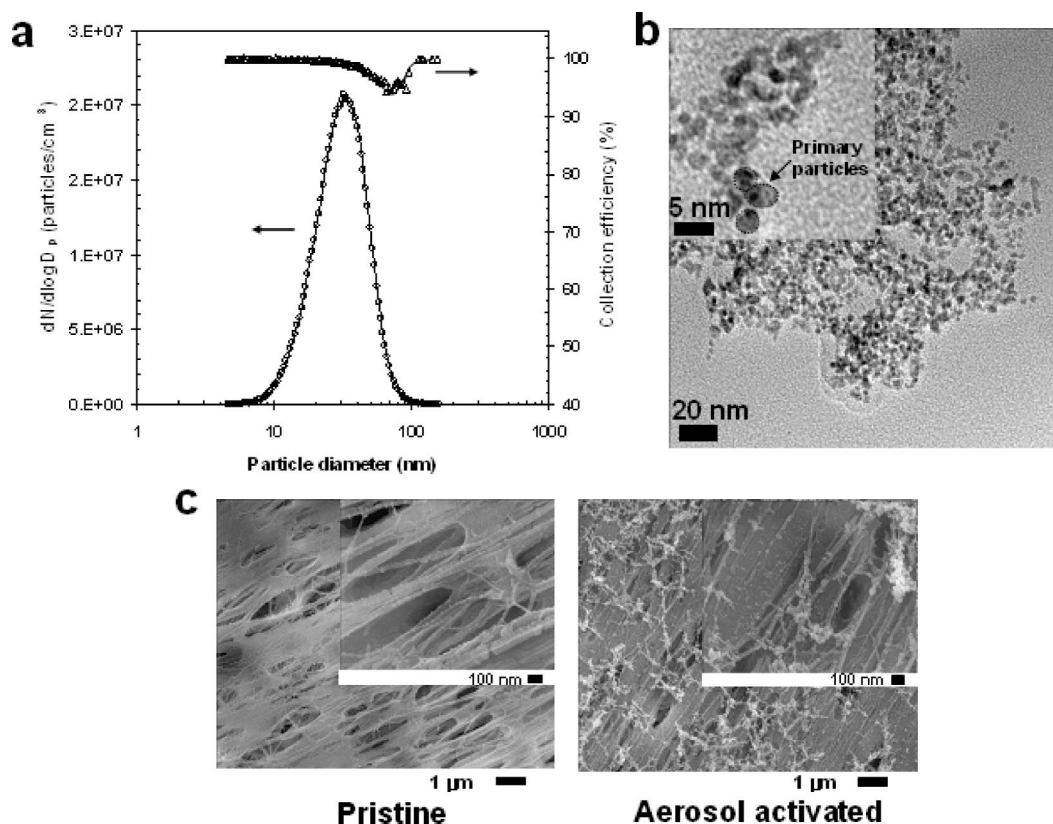 a
3.E+07
2.E+07
2.E+07
1.E+07
5.E+06
0.E+00
dN/dlogD P (particles/cm³)
100
90
80
70
60
50
40
Collection efficiency (%)
1
10
100
1000
Particle diameter (nm)
b
Primary
particles
5 nm
20 nm
c
100 nm
1 µm
Pristine
100 nm
1 µm
Aerosol activated